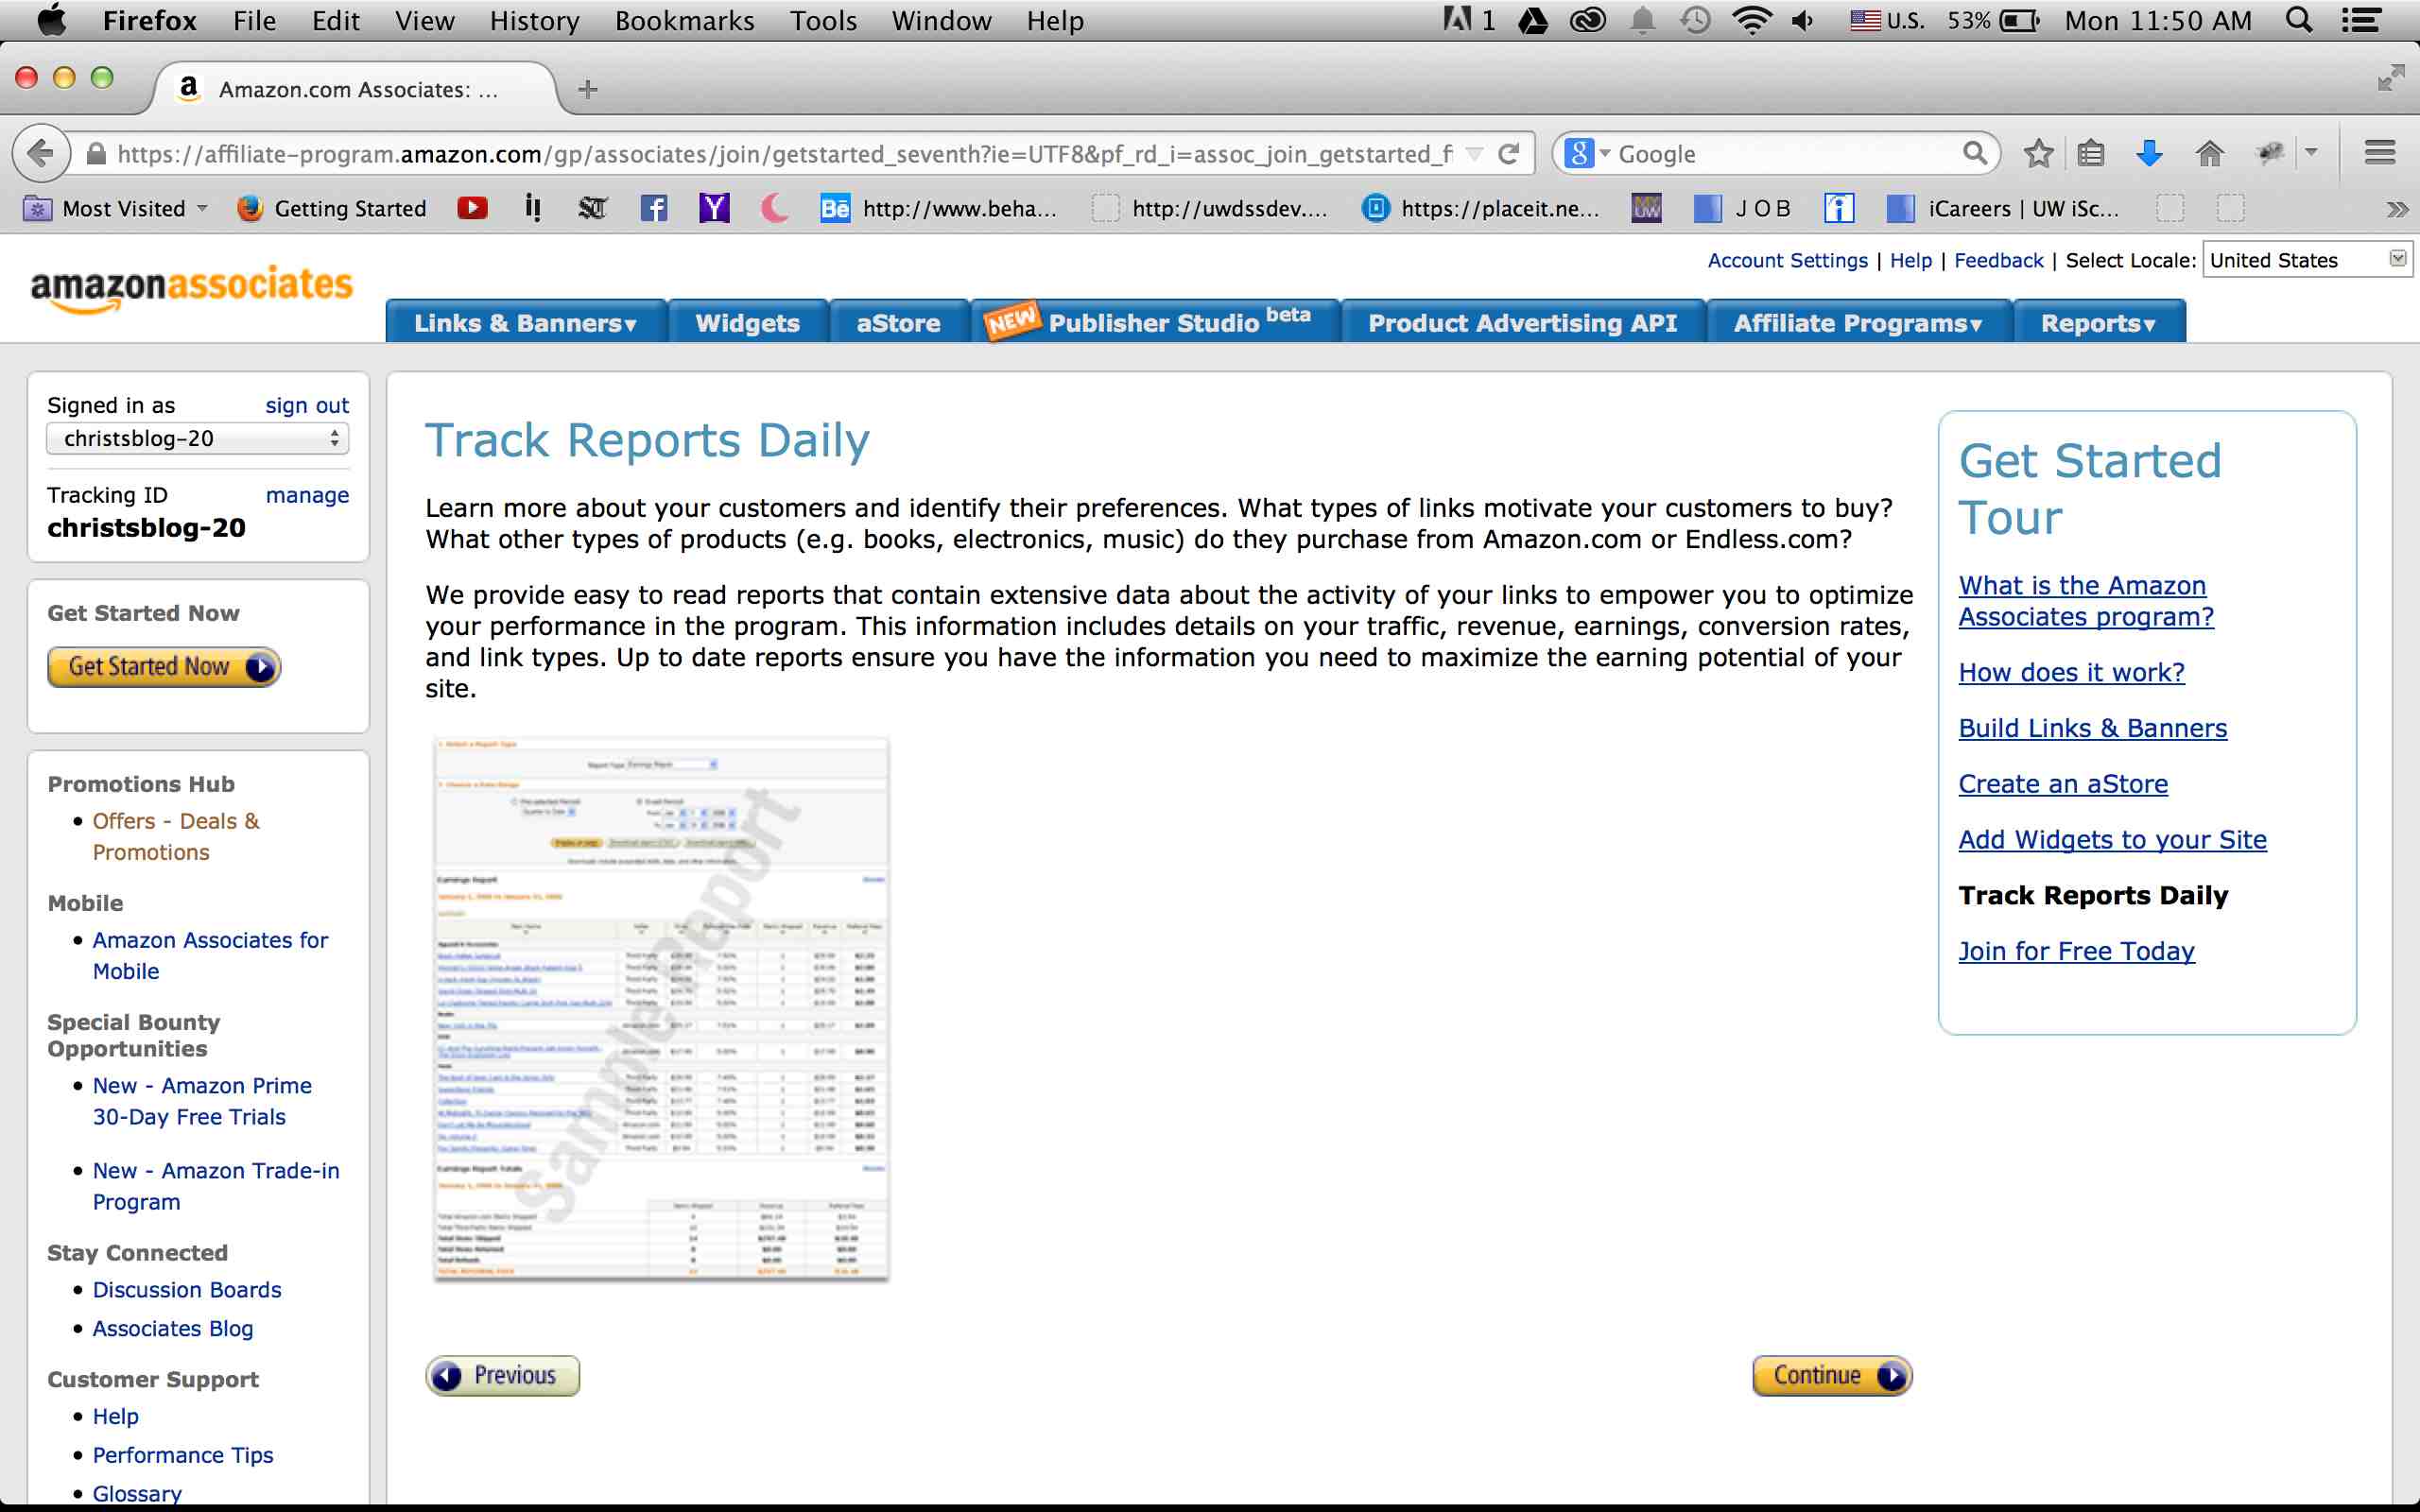 Firefox File Edit View History Bookmarks Tools Window Help 1 U.S. 53% Mon 11:50 AM
a Amazon.com Associates: ... +
https://affiliate-program.amazon.com/gp/associates/join/getstarted_seventh?ie=UTF8&pf_rd_i=assoc_join_getstarted_f 8 Google
Most Visited Getting Started Y Bē http://www.beha... http://uwdssdev.... https://placeit.ne... MY UW J O B iCareers | UW iSc... »
Account Settings | Help | Feedback | Select Locale: United States
amazonassociates
Links & Banners▾ Widgets aStore NEW Publisher Studio beta Product Advertising API Affiliate Programs▾ Reports▾
Signed in as sign out
christsblog-20
Tracking ID manage
christsblog-20
Get Started Now
Get Started Now
Promotions Hub
• Offers - Deals &
Promotions
Mobile
• Amazon Associates for
Mobile
Special Bounty
Opportunities
• New - Amazon Prime
30-Day Free Trials
• New - Amazon Trade-in
Program
Stay Connected
• Discussion Boards
• Associates Blog
Customer Support
• Help
• Performance Tips
• Glossary
Track Reports Daily
Learn more about your customers and identify their preferences. What types of links motivate your customers to buy?
What other types of products (e.g. books, electronics, music) do they purchase from Amazon.com or Endless.com?
We provide easy to read reports that contain extensive data about the activity of your links to empower you to optimize
your performance in the program. This information includes details on your traffic, revenue, earnings, conversion rates,
and link types. Up to date reports ensure you have the information you need to maximize the earning potential of your
site.
Sample Report
Earnings Report
Earnings Report Totals
Previous
Continue
Get Started
Tour
What is the Amazon
Associates program?
How does it work?
Build Links & Banners
Create an aStore
Add Widgets to your Site
Track Reports Daily
Join for Free Today